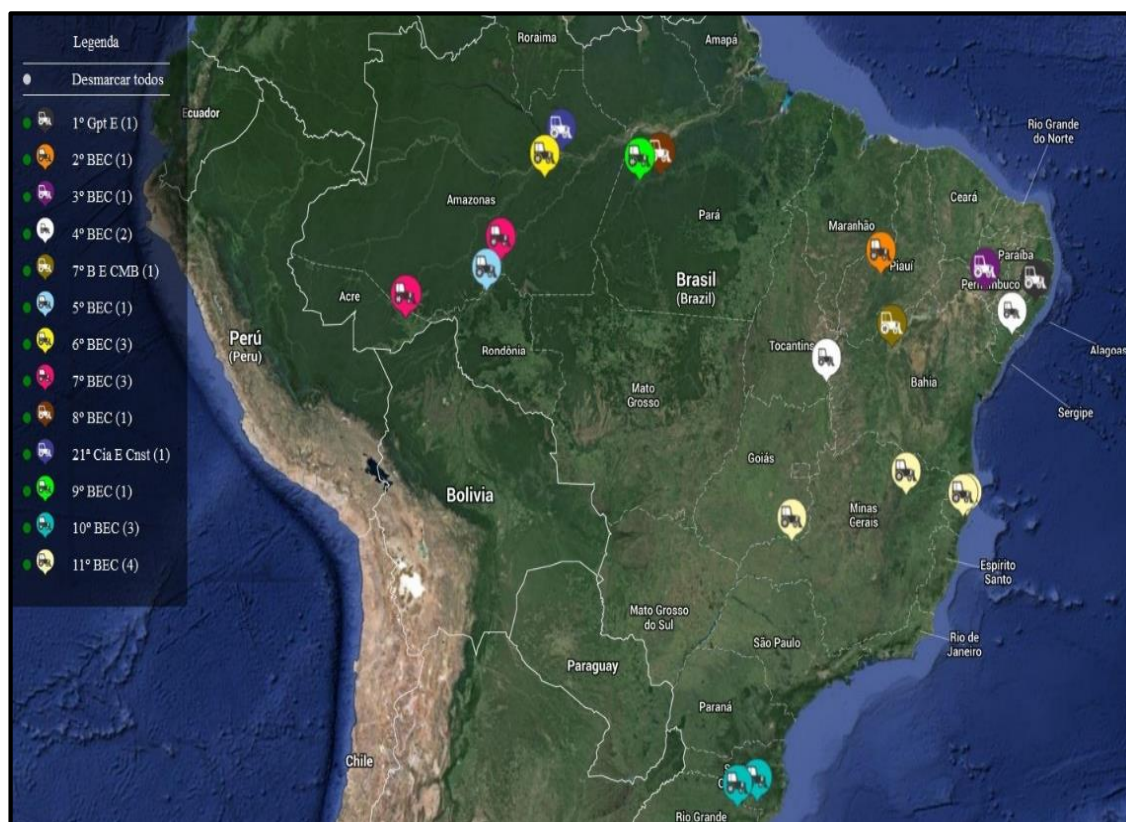 Legenda
Desmarcar todos
1º Gpt E (1)
2º BEC (1)
3º BEC (1)
4º BEC (2)
7º B E CMB (1)
5º BEC (1)
6º BEC (3)
7º BEC (3)
8º BEC (1)
21ª Cia E Cnst (1)
9º BEC (1)
10º BEC (3)
11º BEC (4)
Roraima
Amapá
Ecuador
Rio Grande
do Norte
Amazonas
Pará
Ceará
Maranhão
Paraíba
Piauí
Brasil
(Brazil)
Acre
Perú
(Peru)
Rondônia
Tocantins
Alagoas
Bahia
Mato
Grosso
Sergipe
Goiás
Bolivia
Minas
Gerais
Espírito
Santo
Mato Grosso
do Sul
São Paulo
Rio de
Janeiro
Paraguay
Paraná
Chile
Rio Grande